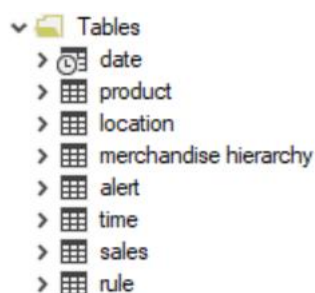 Tables
date
product
location
merchandise hierarchy
alert
time
sales
rule